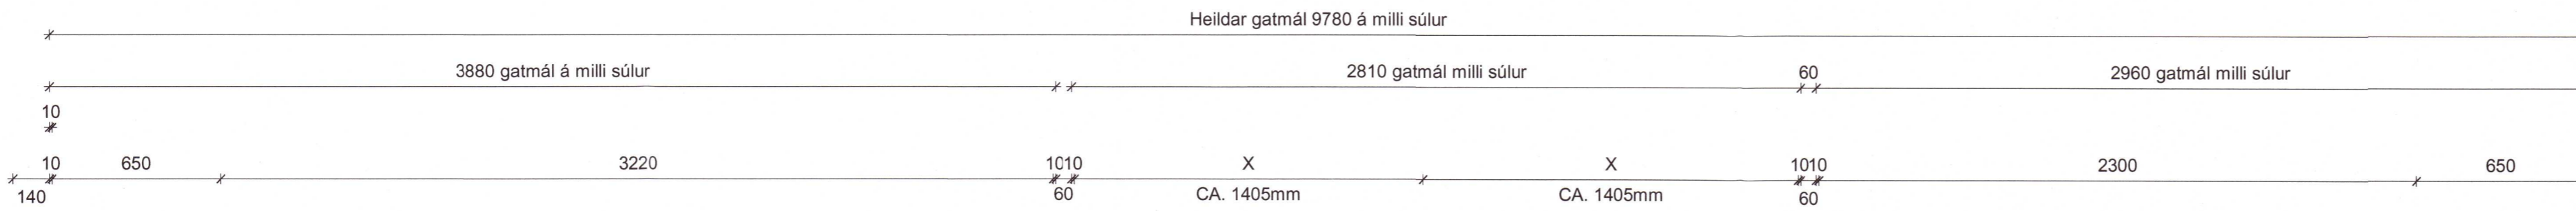 Heildar gatmál 9780 á milli súlur
3880 gatmál á milli súlur 2810 gatmál milli súlur 60 2960 gatmál milli súlur
10
10 650 3220 1010 X X 1010 2300 650
140 60 CA. 1405mm CA. 1405mm 60